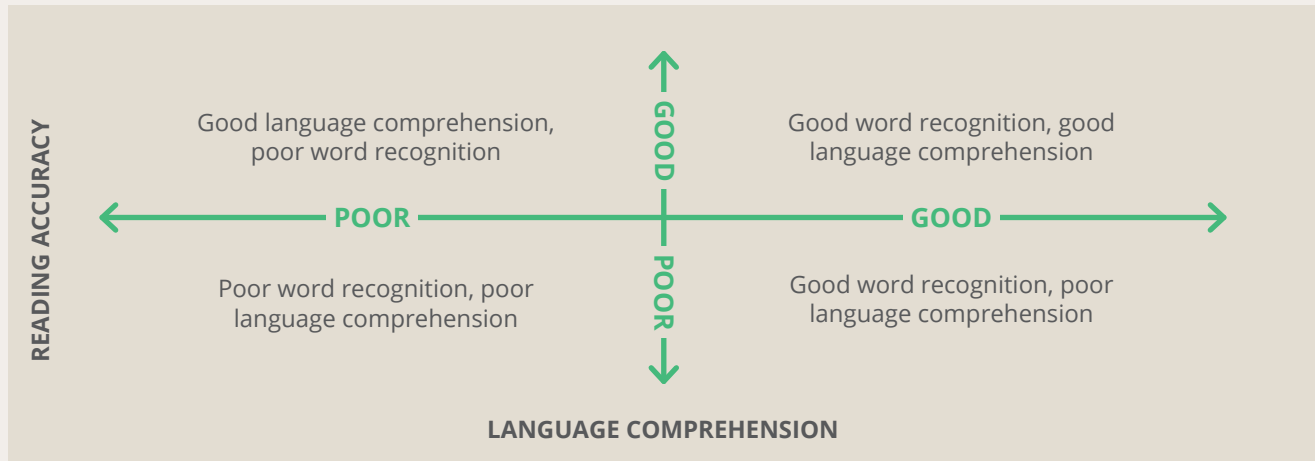 READING ACCURACY
GOOD
Good language comprehension,
poor word recognition
Good word recognition, good
language comprehension
POOR
GOOD
Poor word recognition, poor
language comprehension
POOR
Good word recognition, poor
language comprehension
LANGUAGE COMPREHENSION